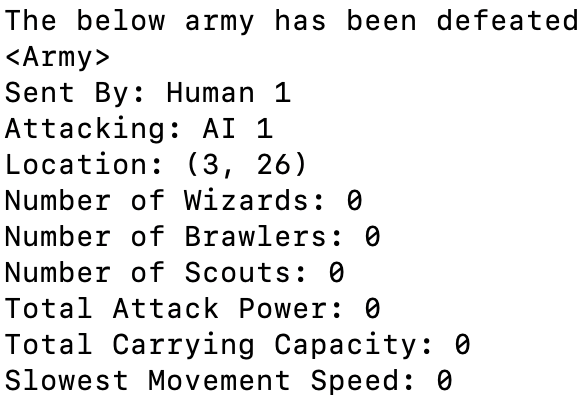 The below army has been defeated
<Army>
Sent By: Human 1
Attacking: AI 1
Location: (3, 26)
Number of Wizards: 0
Number of Brawlers: 0
Number of Scouts: 0
Total Attack Power: 0
Total Carrying Capacity: 0
Slowest Movement Speed: 0